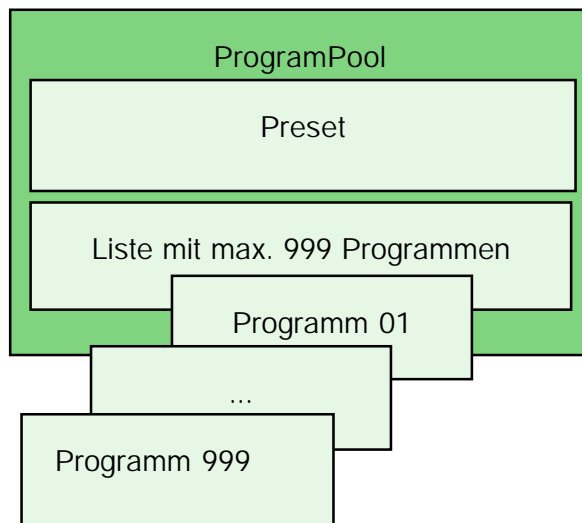 ProgramPool
Preset
Liste mit max. 999 Programmen
Programm 01
...
Programm 999